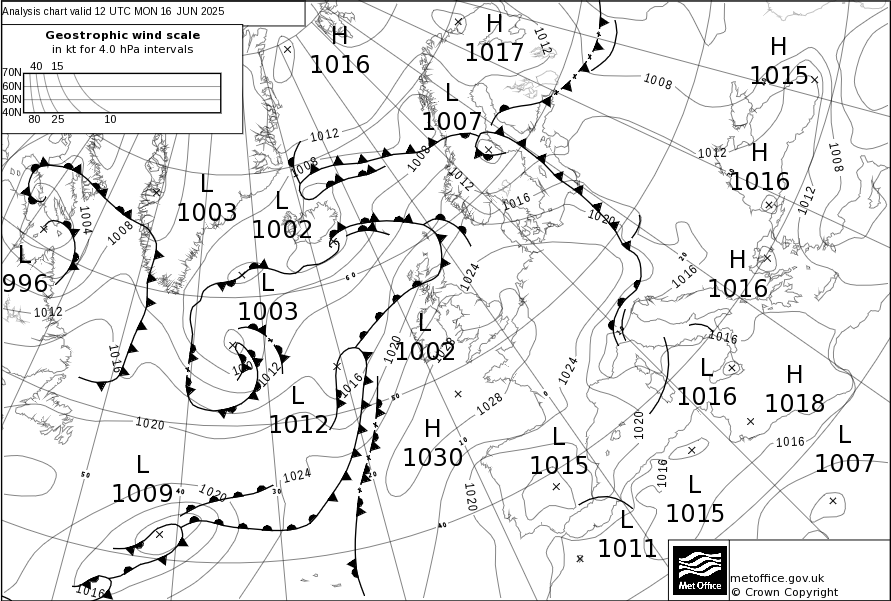 Analysis chart valid 12 UTC MON 16 JUN 2025
Geostrophic wind scale
in kt for 4.0 hPa intervals
40 15
70N
60N
50N
40N
80 25 10
H
1016
H
1017
1012
H
1015
1008
L
1007
1012
1008
1008
1012
1012
H
1016
1008
1012
L
1003
L
1002
1016
1020
1004
1008
L
996
1012
L
1003
60
1024
20
1016
H
1016
1016
L
1002
1020
1016
1012
1016
1024
0
L
1016
H
1018
L
1012
50
1028
1020
1020
H
1030
10
L
1015
1016
1016
L
1007
L
1009
50
40
1020
30
1024
1020
40
L
1015
L
1011
1016
Met Office
metoffice.gov.uk
© Crown Copyright